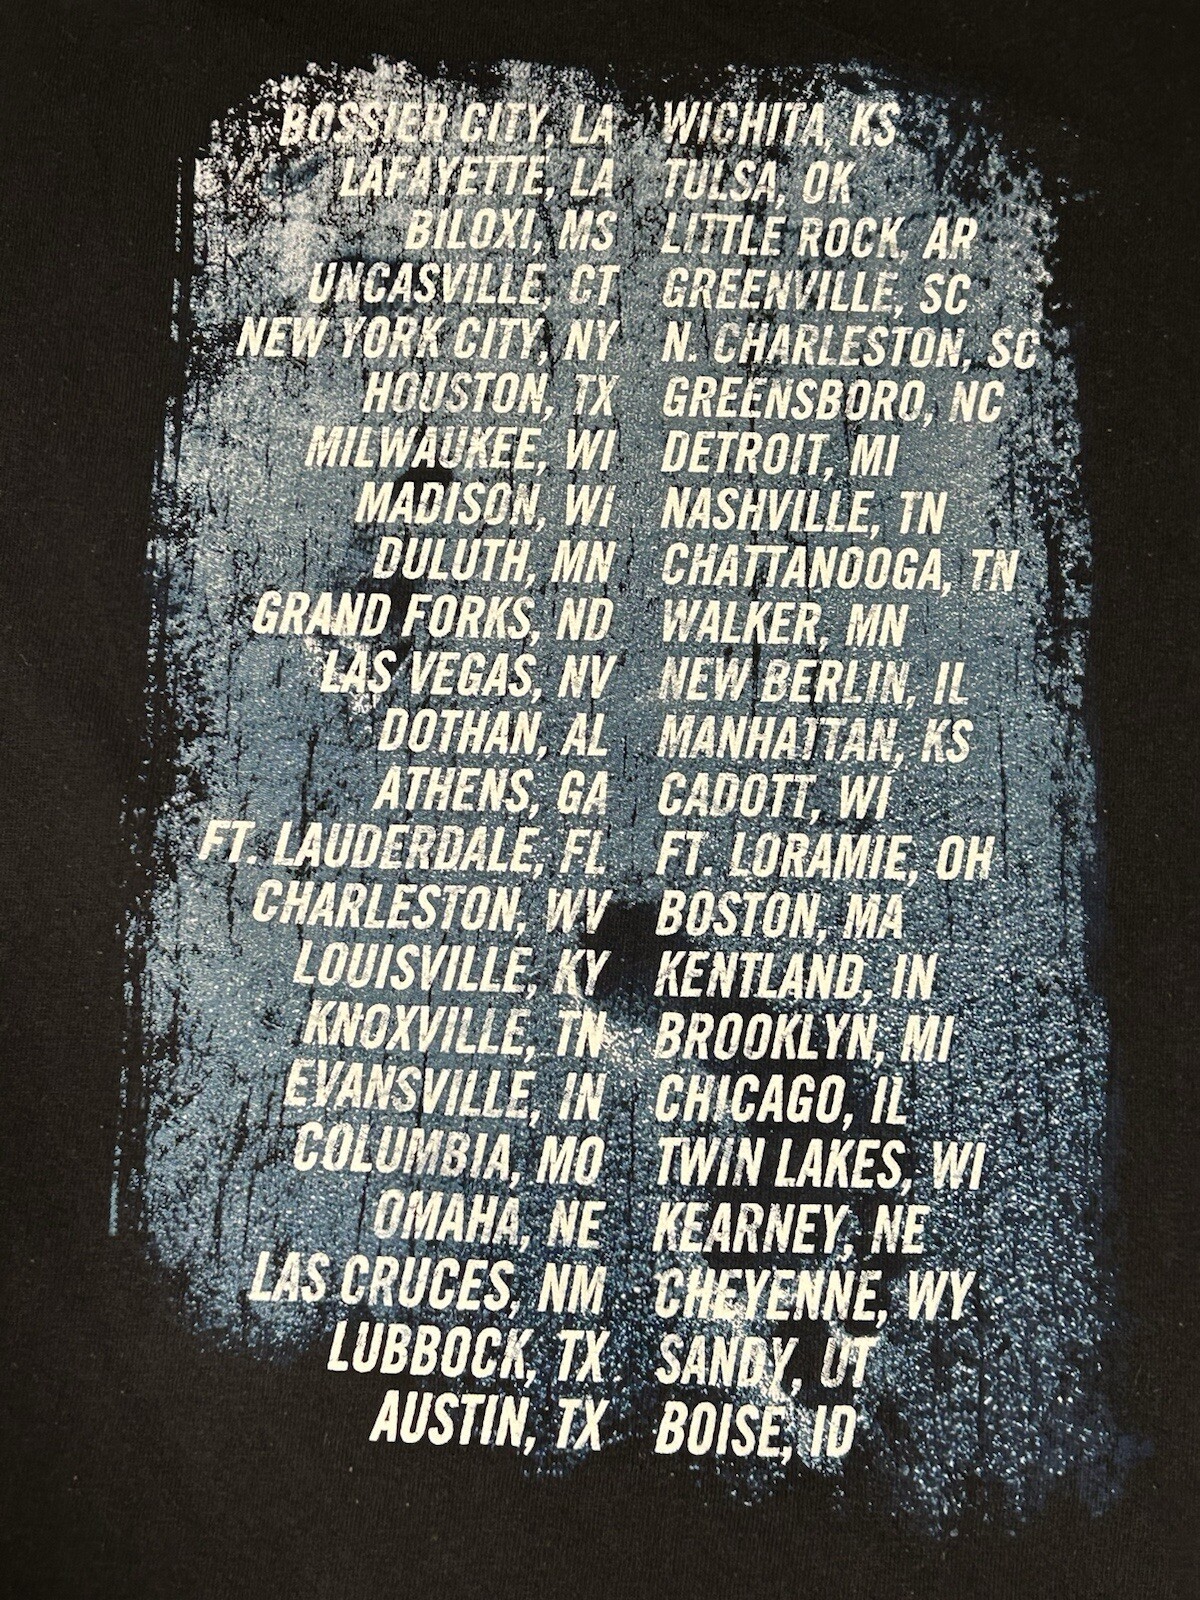 BOSSIER CITY, LA
LAFAYETTE, LA
BILOXI, MS
UNCASVILLE, CT
NEW YORK CITY, NY
HOUSTON, TX
MILWAUKEE, WI
MADISON, WI
DULUTH, MN
GRAND FORKS, ND
LAS VEGAS, NV
DOTHAN, AL
ATHENS, GA
FT. LAUDERDALE, FL
CHARLESTON, WV
LOUISVILLE, KY
KNOXVILLE, TN
EVANSVILLE, IN
COLUMBIA, MO
OMAHA, NE
LAS CRUCES, NM
LUBBOCK, TX
AUSTIN, TX
WICHITA, KS
TULSA, OK
LITTLE ROCK, AR
GREENVILLE, SC
N. CHARLESTON, SC
GREENSBORO, NC
DETROIT, MI
NASHVILLE, TN
CHATTANOOGA, TN
WALKER, MN
NEW BERLIN, IL
MANHATTAN, KS
CADOTT, WI
FT. LORAMIE, OH
BOSTON, MA
KENTLAND, IN
BROOKLYN, MI
CHICAGO, IL
TWIN LAKES, WI
KEARNEY, NE
CHEYENNE, WY
SANDY, UT
BOISE, ID